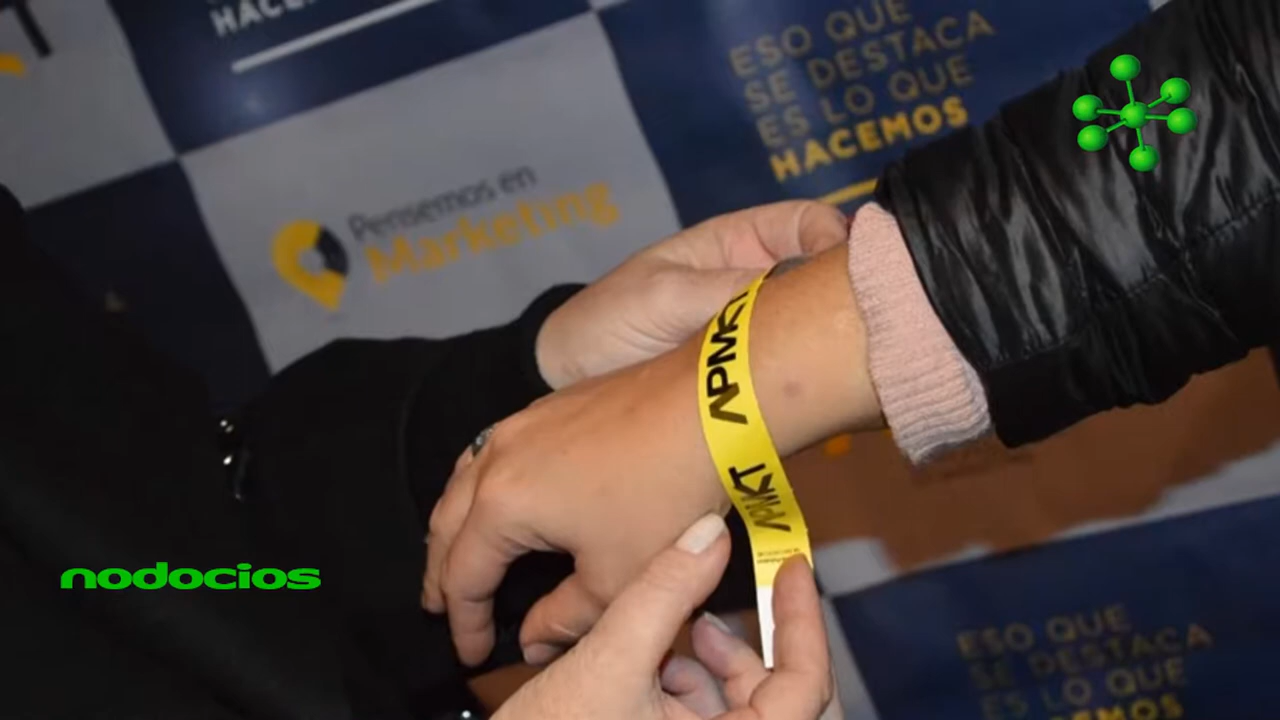 HACEMOS
ESO QUE
SE DESTACA
ES LO QUE
HACEMOS
Pensemos en
Marketing
APMKT
APMKT
nodocios
ESO QUE
SE DESTACA
ES LO QUE
HACEMOS